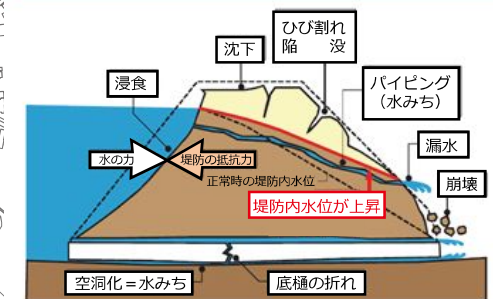 ひび割れ
陥 没
沈下
浸食
パイピング
（水みち）
漏水
水の力
堤防の抵抗力
正常時の堤防内水位
堤防内水位が上昇
崩壊
空洞化＝水みち
底樋の折れ